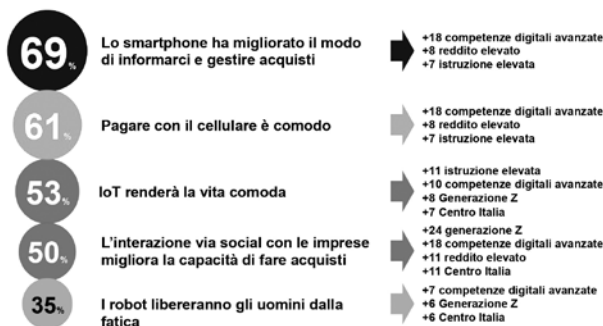 69%
Lo smartphone ha migliorato il modo
di informarci e gestire acquisti
+18 competenze digitali avanzate
+8 reddito elevato
+7 istruzione elevata
61%
Pagare con il cellulare è comodo
+18 competenze digitali avanzate
+8 reddito elevato
+7 istruzione elevata
53%
IoT renderà la vita comoda
+11 istruzione elevata
+10 competenze digitali avanzate
+8 Generazione Z
+7 Centro Italia
50%
L'interazione via social con le imprese
migliora la capacità di fare acquisti
+24 generazione Z
+18 competenze digitali avanzate
+11 reddito elevato
+11 Centro Italia
35%
I robot libereranno gli uomini dalla
fatica
+7 competenze digitali avanzate
+6 Generazione Z
+6 Centro Italia